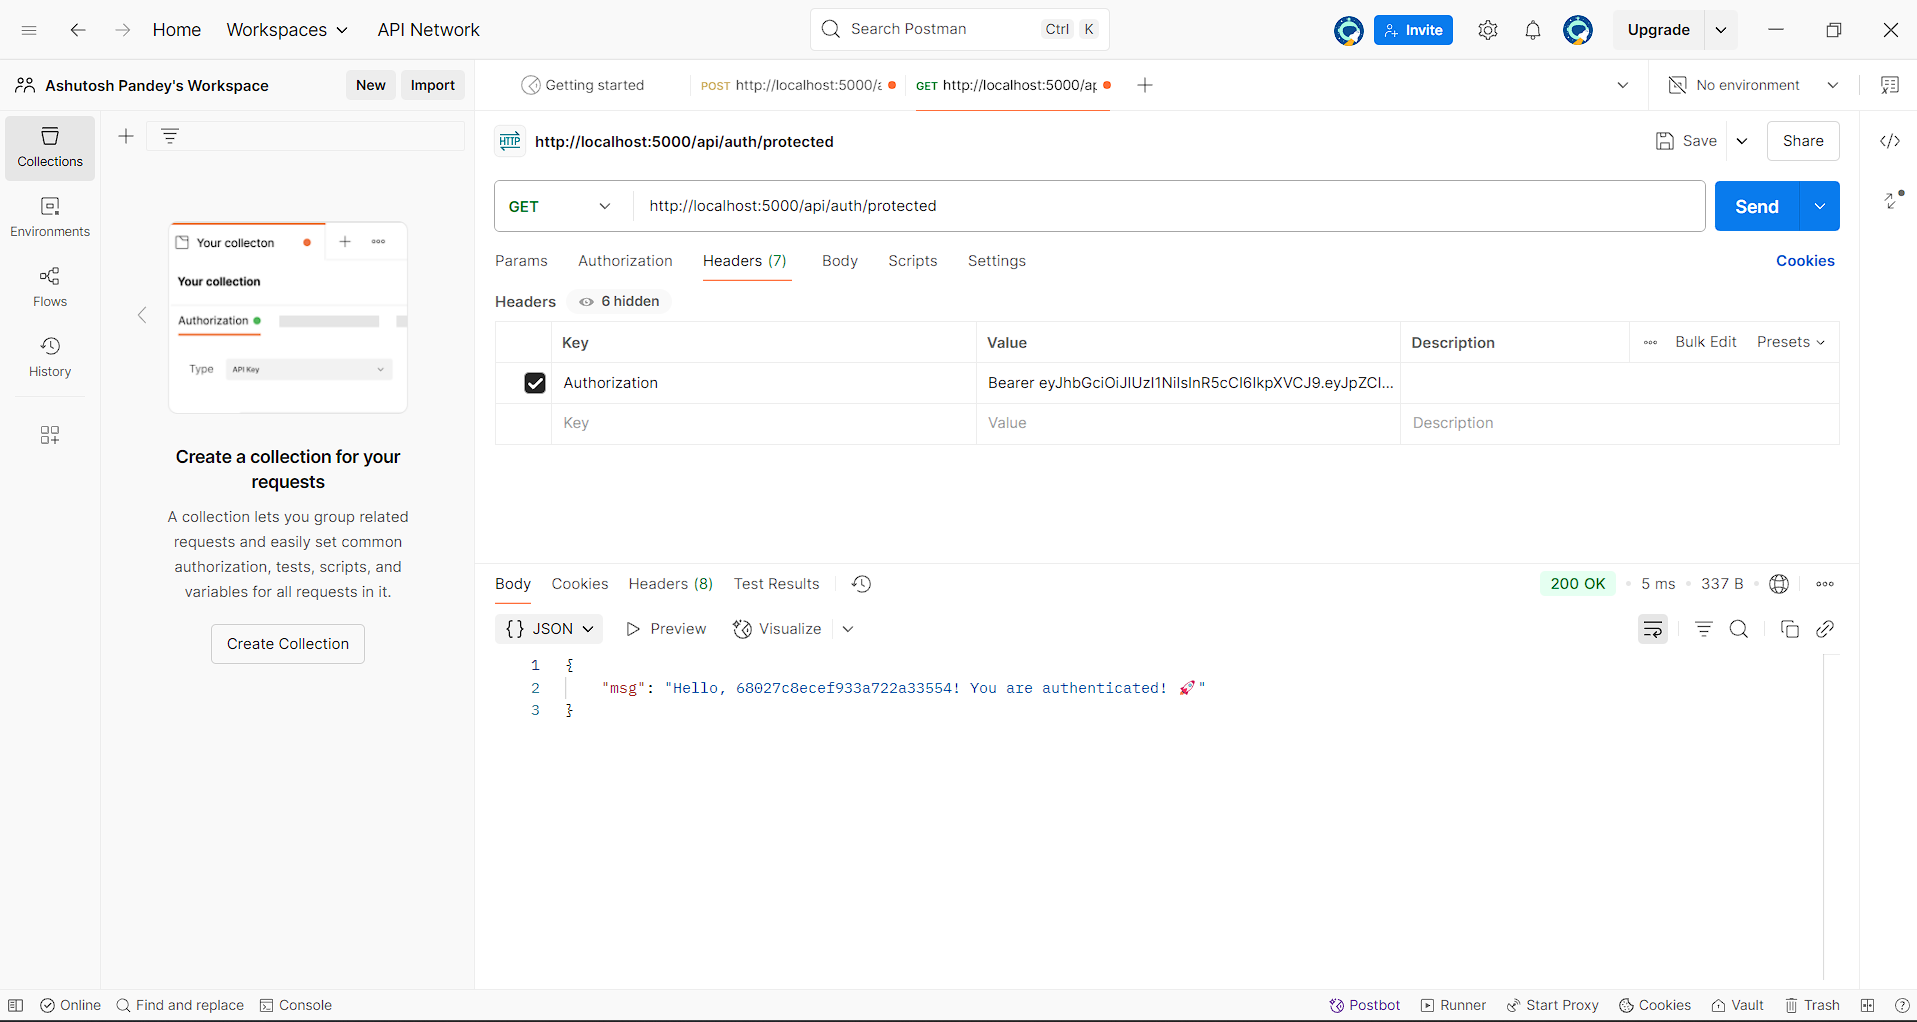 Home Workspaces API Network Search Postman Ctrl K Invite Upgrade
Ashutosh Pandey's Workspace New Import
Getting started POST http://localhost:5000/a GET http://localhost:5000/ap No environment
Collections
Environments
Flows
History
Your collecton
Your collection
Authorization
Type API Key
Create a collection for your
requests
A collection lets you group related
requests and easily set common
authorization, tests, scripts, and
variables for all requests in it.
Create Collection
HTTP http://localhost:5000/api/auth/protected Save Share
GET http://localhost:5000/api/auth/protected Send
Params Authorization Headers (7) Body Scripts Settings Cookies
Headers 6 hidden
Key Value Description Bulk Edit Presets
Authorization Bearer eyJhbGciOiJIUzI1NiIsInR5cCI6IkpXVCJ9.eyJpZCI...
Key Value Description
Body Cookies Headers (8) Test Results 200 OK 5 ms 337 B
{} JSON Preview Visualize
1 {
2 "msg": "Hello, 68027c8ecef933a722a33554! You are authenticated! 🚀"
3 }
Online Find and replace Console Postbot Runner Start Proxy Cookies Vault Trash